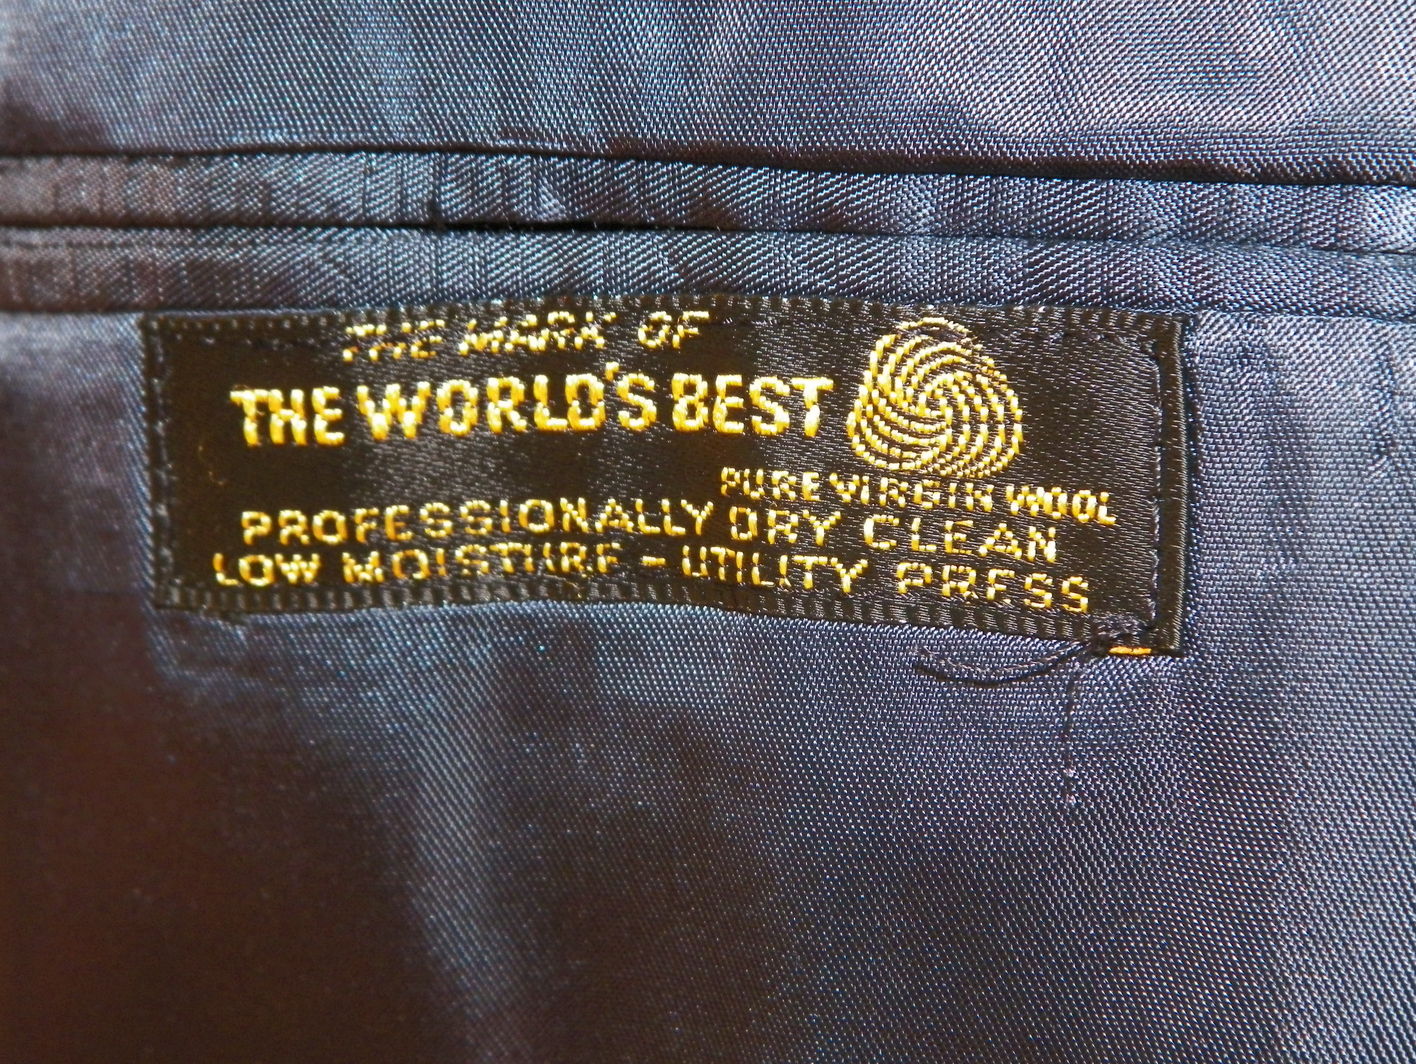 THE MARK OF
THE WORLD'S BEST
PURE VIRGIN WOOL
PROFESSIONALLY DRY CLEAN
LOW MOISTURE - UTILITY PRESS